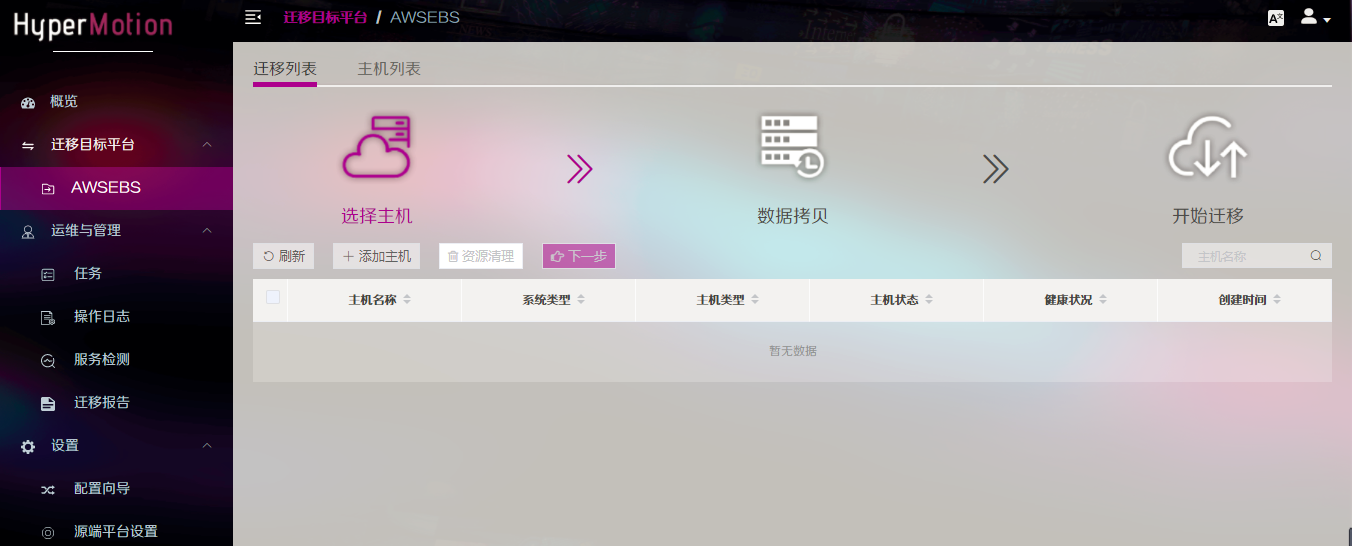 HyperMotion
迁移目标平台 / AWSEBS
概览
迁移目标平台
AWSEBS
运维与管理
任务
操作日志
服务检测
迁移报告
设置
配置向导
源端平台设置
迁移列表 主机列表
选择主机 数据拷贝 开始迁移
刷新 添加主机 资源清理 下一步 主机名称
主机名称 系统类型 主机类型 主机状态 健康状况 创建时间
暂无数据